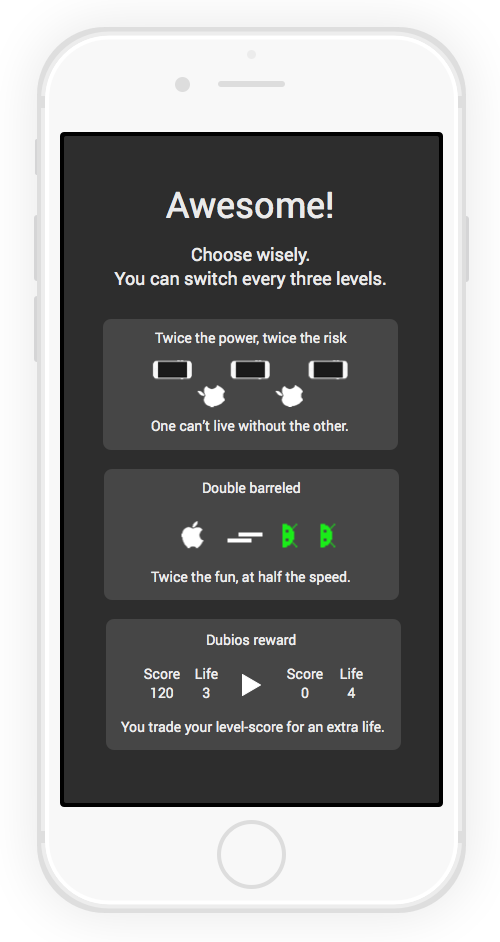 Awesome!
Choose wisely.
You can switch every three levels.
Twice the power, twice the risk
One can't live without the other.
Double barreled
Twice the fun, at half the speed.
Dubios reward
Score Life Score Life
120 3 0 4
You trade your level-score for an extra life.